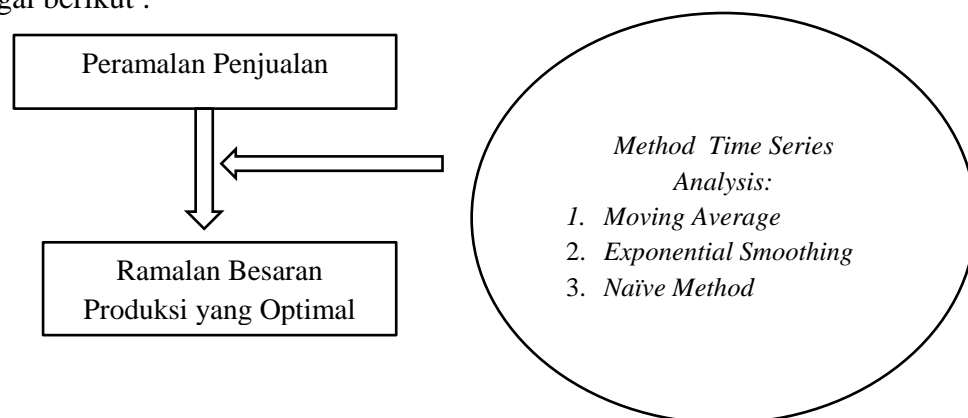 gai berikut :
Peramalan Penjualan
Ramalan Besaran
Produksi yang Optimal
Method Time Series
Analysis:
1. Moving Average
2. Exponential Smoothing
3. Naïve Method